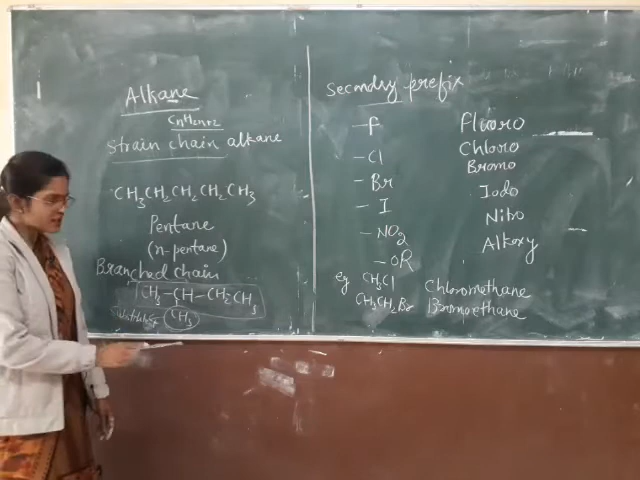 Alkane
CnH2n+2
Strain chain alkane
CH3CH2CH2CH2CH3
Pentane
(n-pentane)
Branched chain
CH3-CH-CH2CH3
CH3
Secondry prefix
-F Fluoro
-Cl Chloro
-Br Bromo
-I Iodo
-NO2 Nitro
-OR Alkoxy
eg CH3Cl Chloromethane
CH3CH2Br Bromoethane